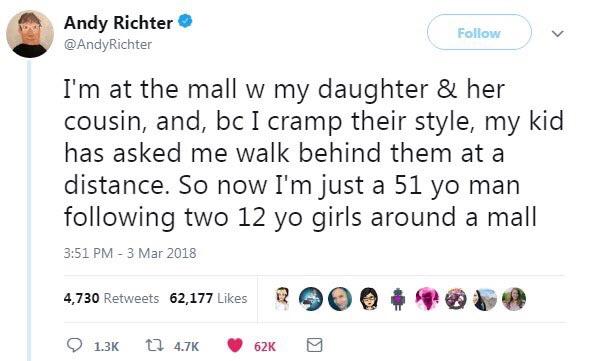 Andy Richter
@AndyRichter
Follow
I'm at the mall w my daughter & her
cousin, and, bc I cramp their style, my kid
has asked me walk behind them at a
distance. So now I'm just a 51 yo man
following two 12 yo girls around a mall
3:51 PM - 3 Mar 2018
4,730 Retweets 62,177 Likes
1.3K 4.7K 62K